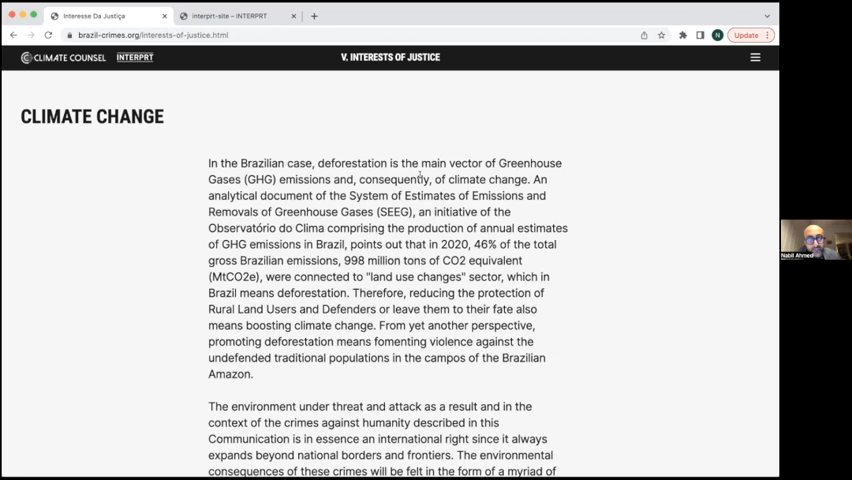 Interesse Da Justiça
interprt-site – INTERPRT
brazil-crimes.org/interests-of-justice.html
N
Update
CLIMATE COUNSEL
INTERPRT
V. INTERESTS OF JUSTICE
CLIMATE CHANGE
In the Brazilian case, deforestation is the main vector of Greenhouse
Gases (GHG) emissions and, consequently, of climate change. An
analytical document of the System of Estimates of Emissions and
Removals of Greenhouse Gases (SEEG), an initiative of the
Observatório do Clima comprising the production of annual estimates
of GHG emissions in Brazil, points out that in 2020, 46% of the total
gross Brazilian emissions, 998 million tons of CO2 equivalent
(MtCO2e), were connected to "land use changes" sector, which in
Brazil means deforestation. Therefore, reducing the protection of
Rural Land Users and Defenders or leave them to their fate also
means boosting climate change. From yet another perspective,
promoting deforestation means fomenting violence against the
undefended traditional populations in the campos of the Brazilian
Amazon.
The environment under threat and attack as a result and in the
context of the crimes against humanity described in this
Communication is in essence an international right since it always
expands beyond national borders and frontiers. The environmental
consequences of these crimes will be felt in the form of a myriad of
Nabil Ahmed